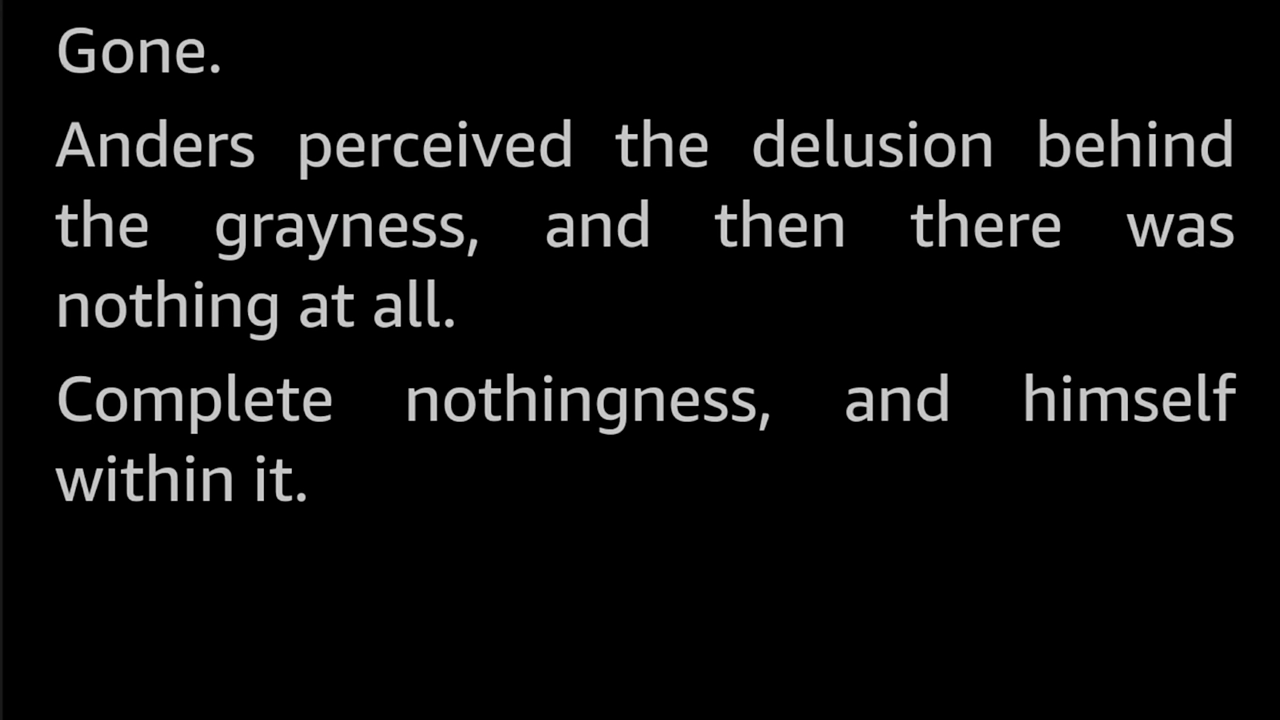 Gone.
Anders perceived the delusion behind
the grayness, and then there was
nothing at all.
Complete nothingness, and himself
within it.